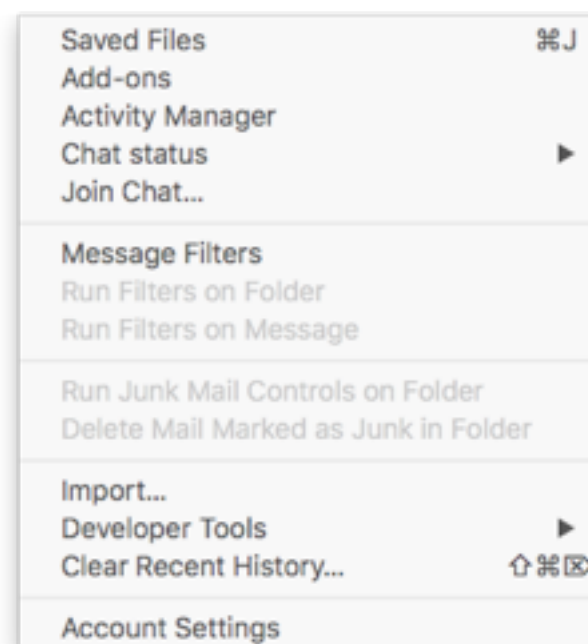 Saved Files ⌘J
Add-ons
Activity Manager
Chat status ▶
Join Chat...
Message Filters
Run Filters on Folder
Run Filters on Message
Run Junk Mail Controls on Folder
Delete Mail Marked as Junk in Folder
Import...
Developer Tools ▶
Clear Recent History... ⇧⌘⌦
Account Settings